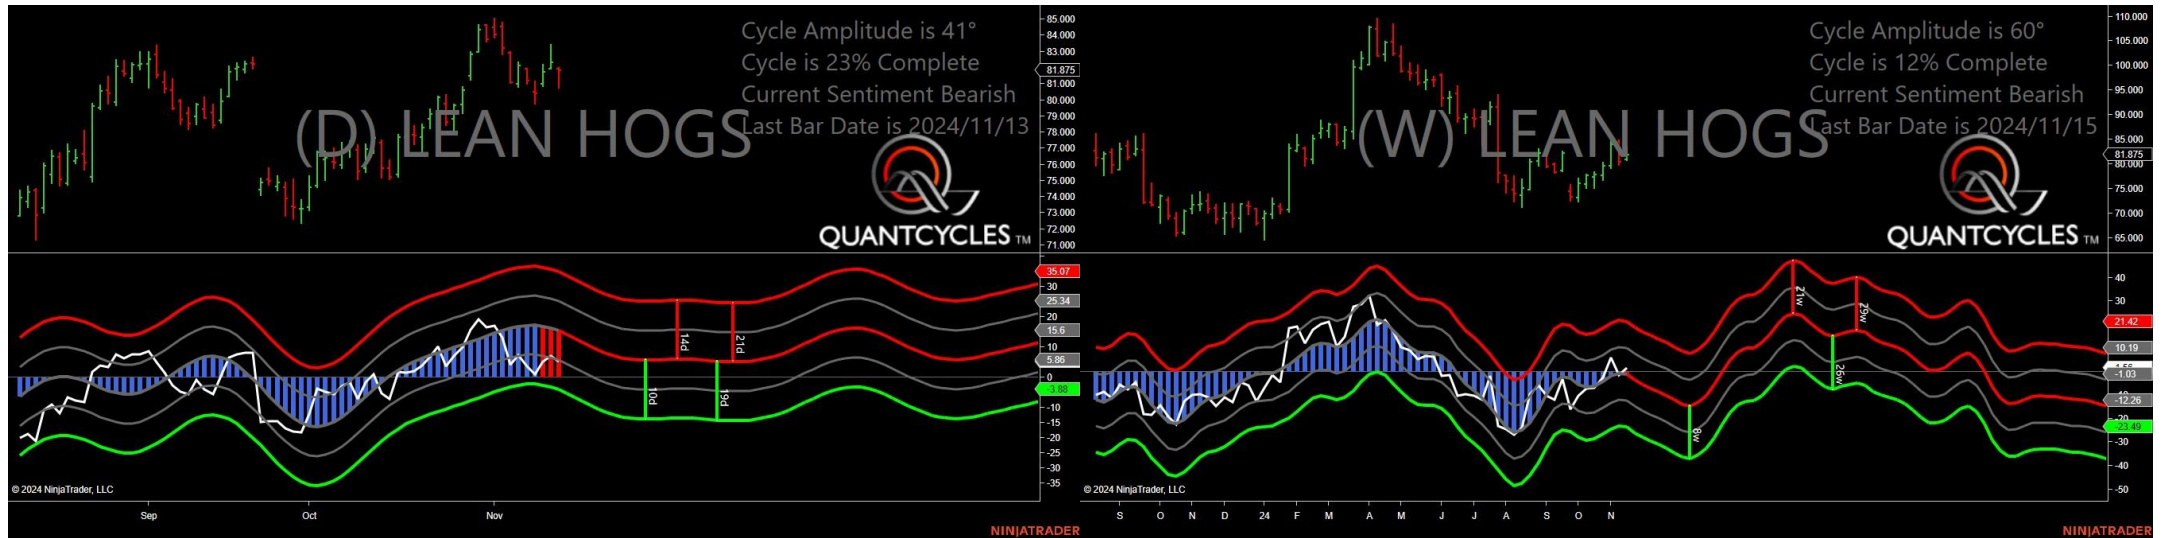 Cycle Amplitude is 41°
Cycle is 23% Complete
Current Sentiment Bearish
Last Bar Date is 2024/11/13
(D) LEAN HOGS
QUANTCYCLES TM
85.000
84.000
83.000
81.875
81.000
80.000
79.000
78.000
77.000
76.000
75.000
74.000
73.000
72.000
71.000
35.07
30
25.34
20
15.6
10
5.86
0
-3.88
-10
-15
-20
-25
-30
-35
14d
21d
10d
19d
© 2024 NinjaTrader, LLC
Sep
Oct
Nov
NINJATRADER
Cycle Amplitude is 60°
Cycle is 12% Complete
Current Sentiment Bearish
Last Bar Date is 2024/11/15
(W) LEAN HOGS
QUANTCYCLES TM
110.000
105.000
100.000
95.000
90.000
85.000
81.875
80.000
75.000
70.000
65.000
40
30
21.42
10.19
-1.03
-12.26
-20
-23.49
-30
-40
-50
21w
29w
26w
8w
© 2024 NinjaTrader, LLC
S
O
N
D
24
F
M
A
M
J
J
A
S
O
N
NINJATRADER